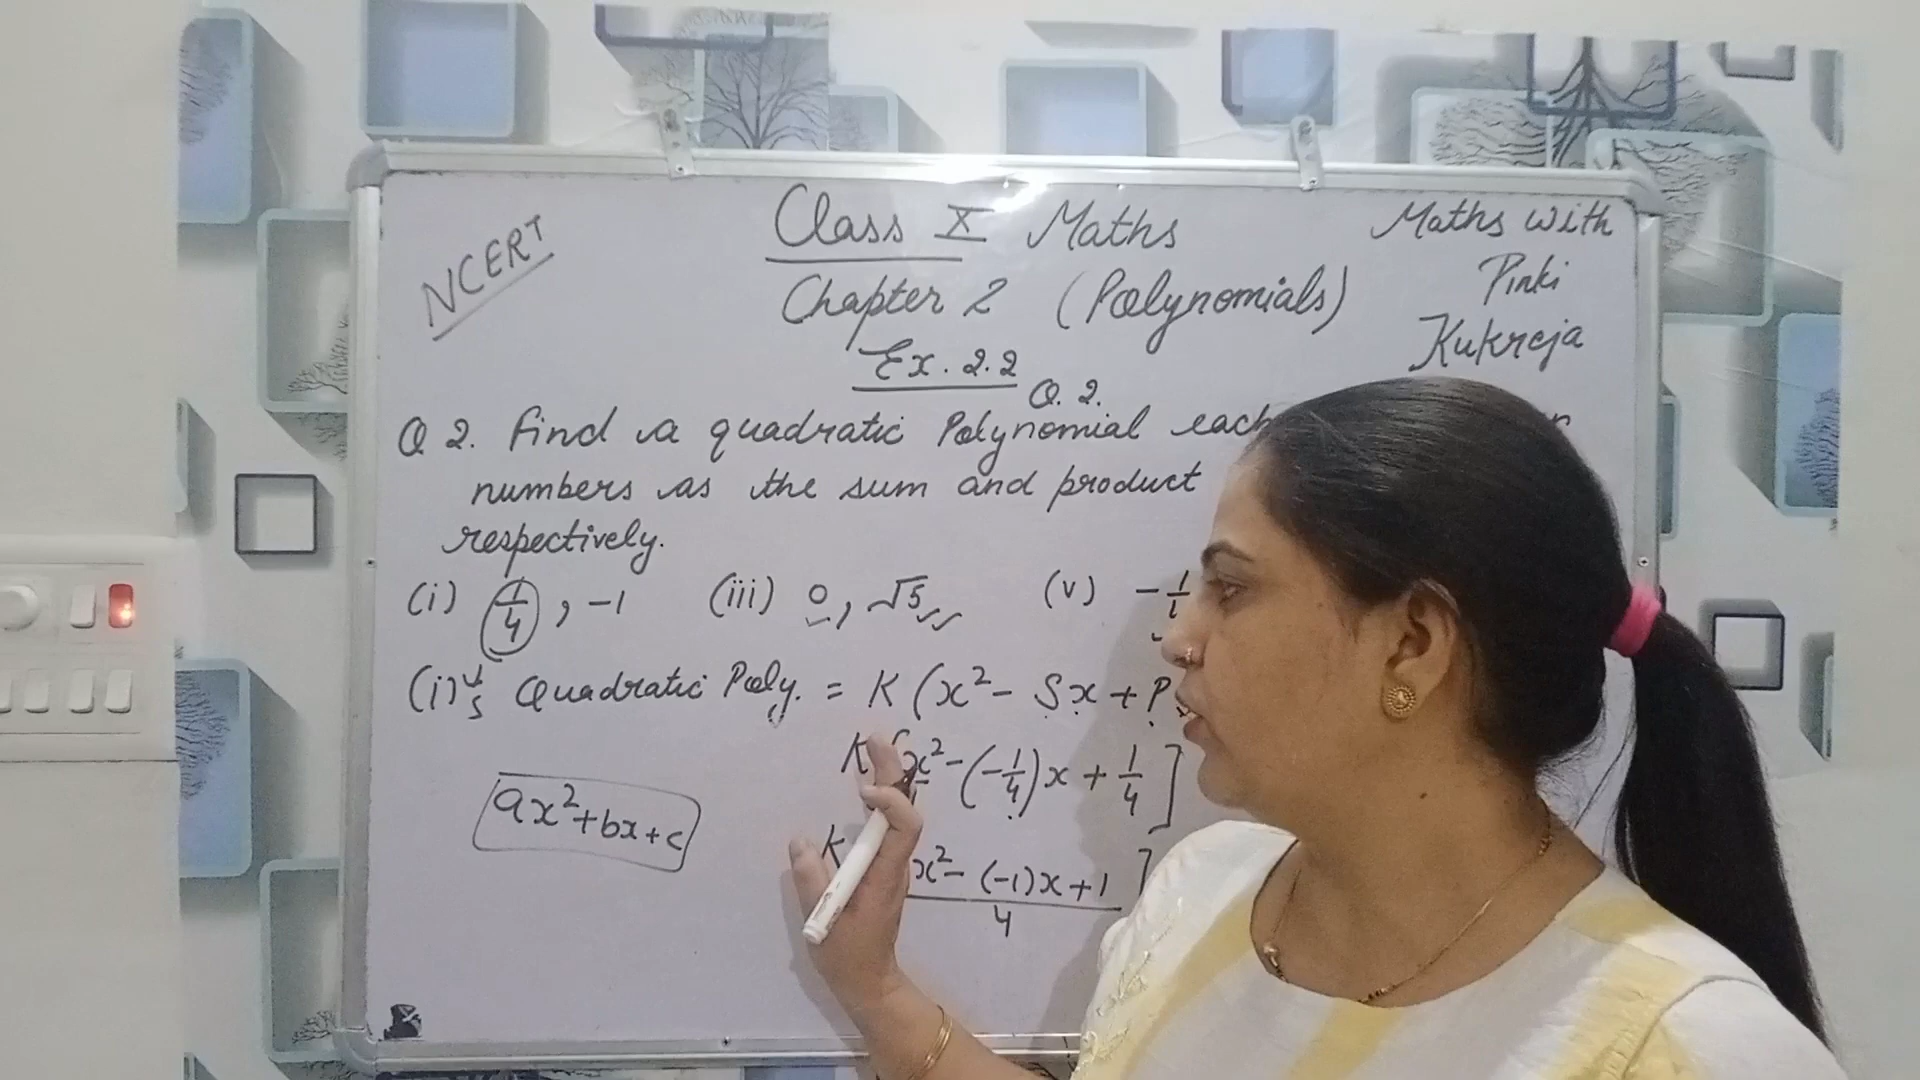 NCERT
Class X Maths
Maths with
Pinki
Kukreja
Chapter 2 (Polynomials)
Ex. 2.2
Q. 2.
Q 2. Find a quadratic Polynomial each
numbers as the sum and product
respectively.
(i) 1/4, -1 (iii) 0, √5 (v) -1/
(i) Quadratic Poly. = K (x² - Sx + P
K [x² - (-1/4)x + 1/4]
ax² + bx + c
K x² - (-1)x + 1 ]
4